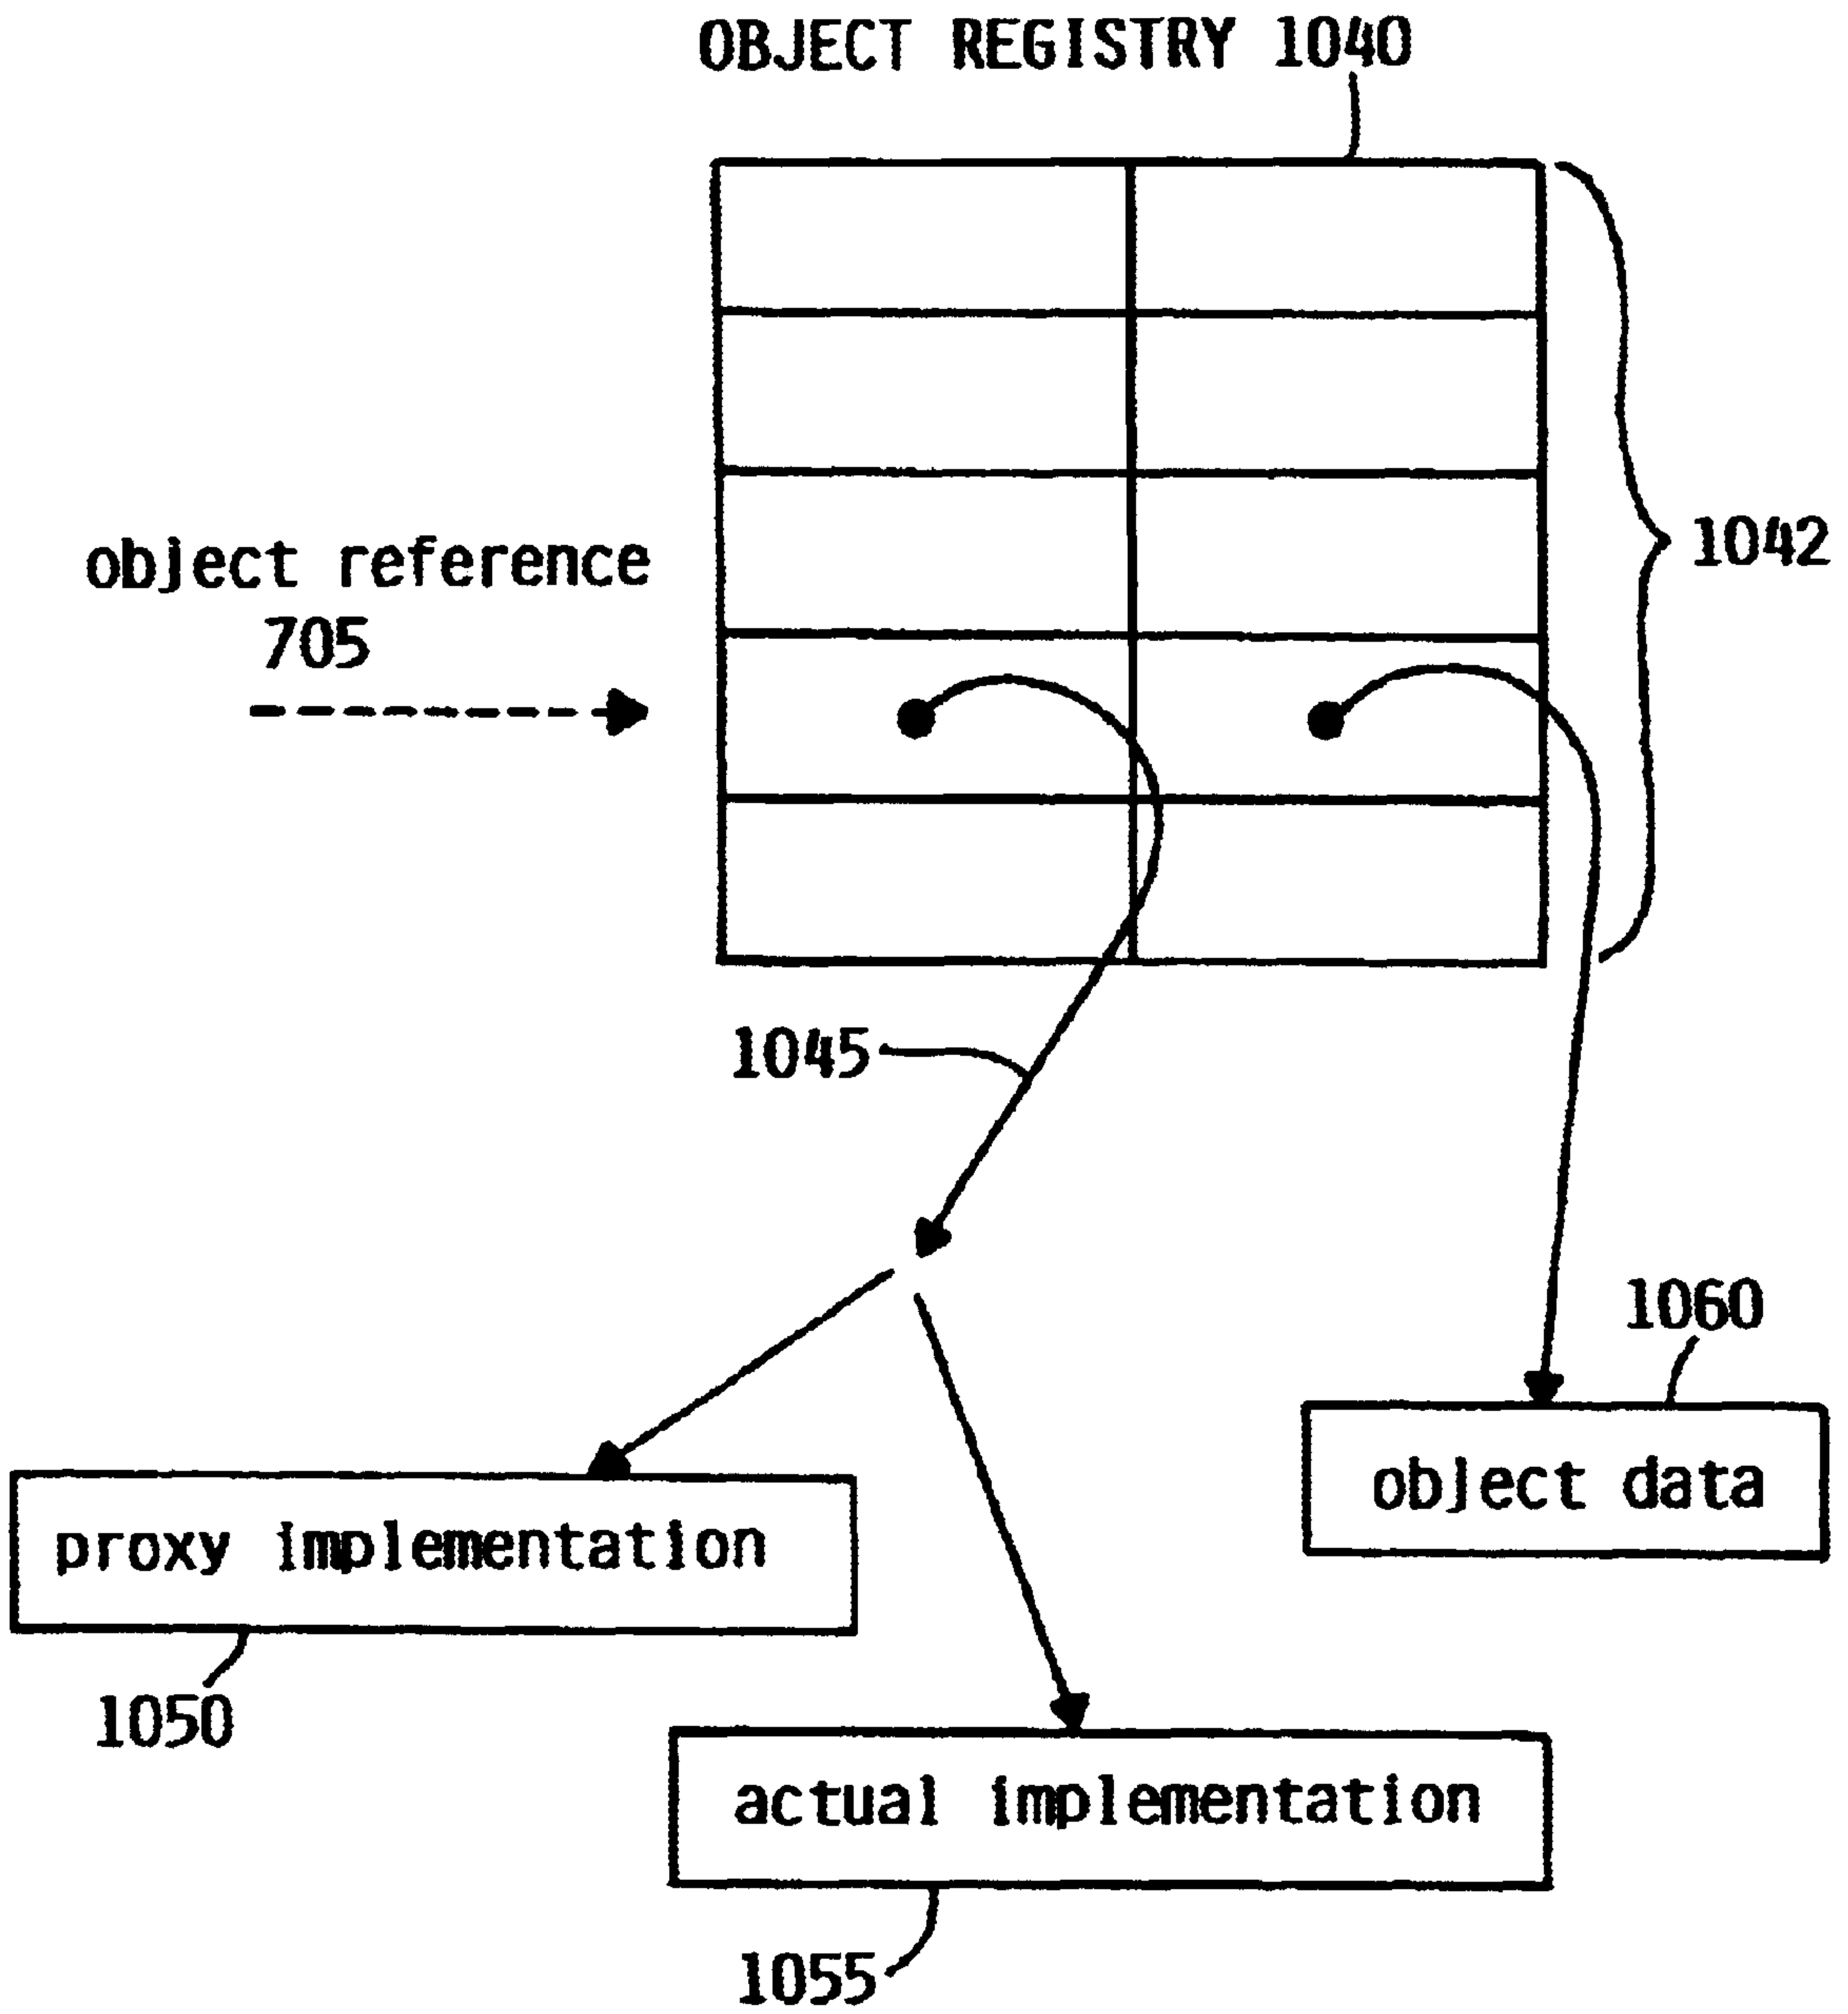 OBJECT REGISTRY 1040
1042
object reference
705
1045
1060
object data
proxy implementation
1050
actual implementation
1055